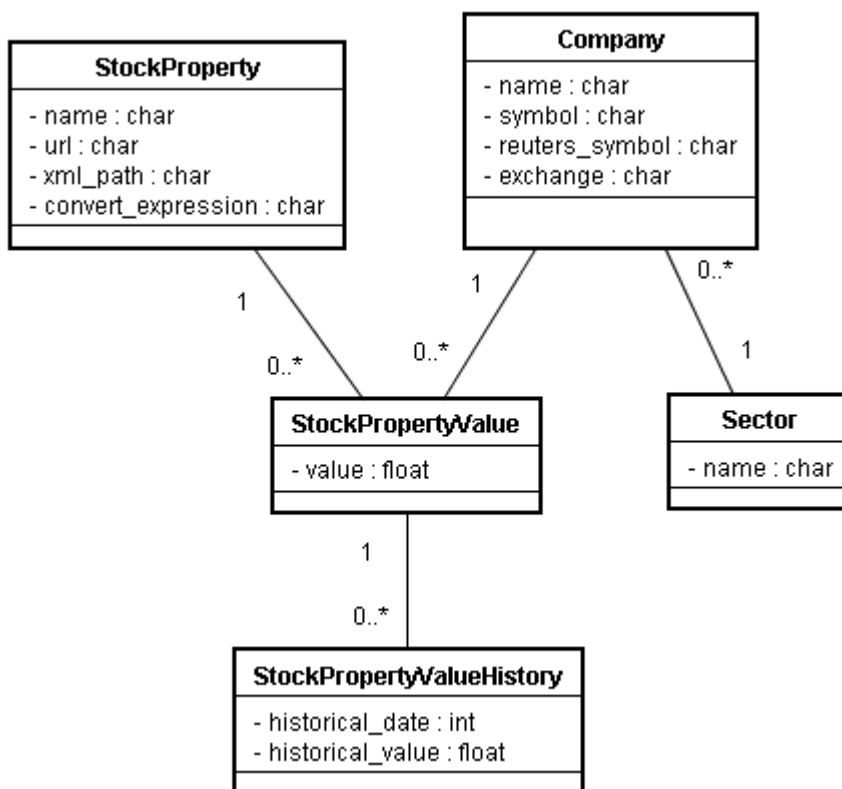 StockProperty
- name : char
- url : char
- xml_path : char
- convert_expression : char
Company
- name : char
- symbol : char
- reuters_symbol : char
- exchange : char
1
0..*
1
0..*
0..*
1
StockPropertyValue
- value : float
Sector
- name : char
1
0..*
StockPropertyValueHistory
- historical_date : int
- historical_value : float